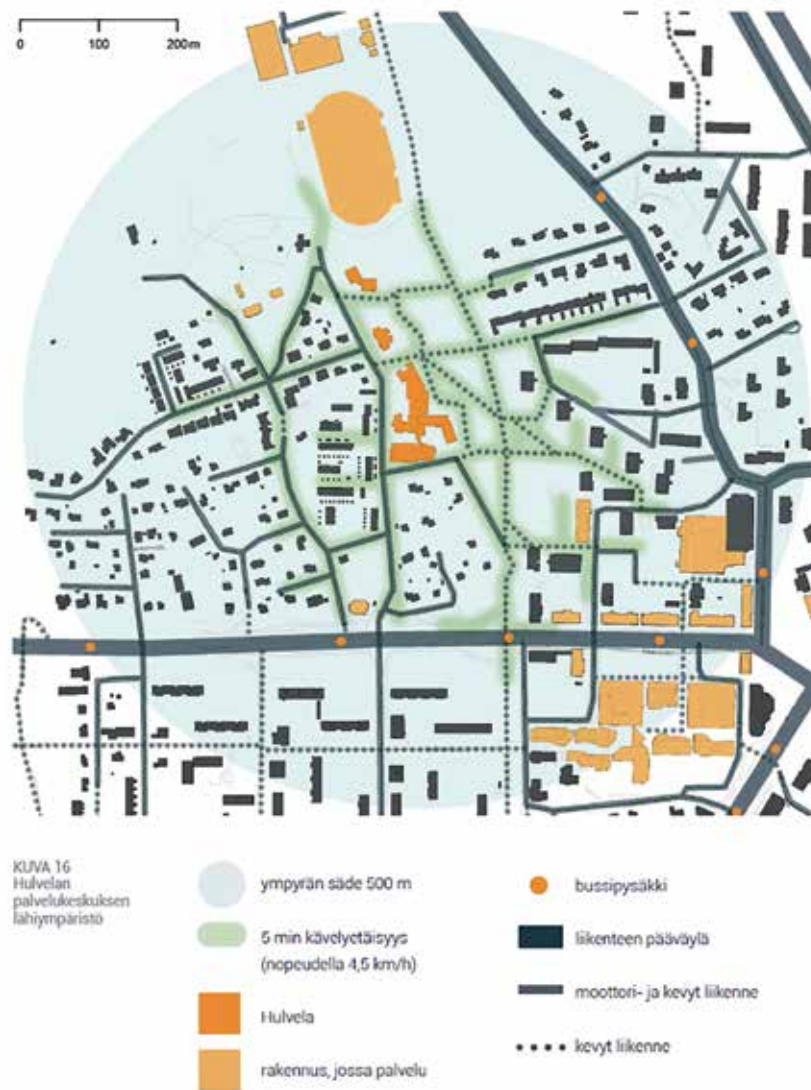 0 100 200m
KUVA 16
Hulvelan
palvelukeskuksen
lähiympäristö
ympyrän säde 500 m
5 min kävelyetäisyys
(nopeudella 4,5 km/h)
Hulvela
rakennus, jossa palvelu
bussipysäkki
liikenteen pääväylä
moottori- ja kevyt liikenne
kevyt liikenne